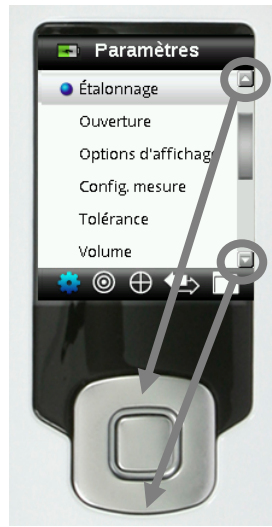 Paramètres
Étalonnage
Ouverture
Options d'affichage
Config. mesure
Tolérance
Volume